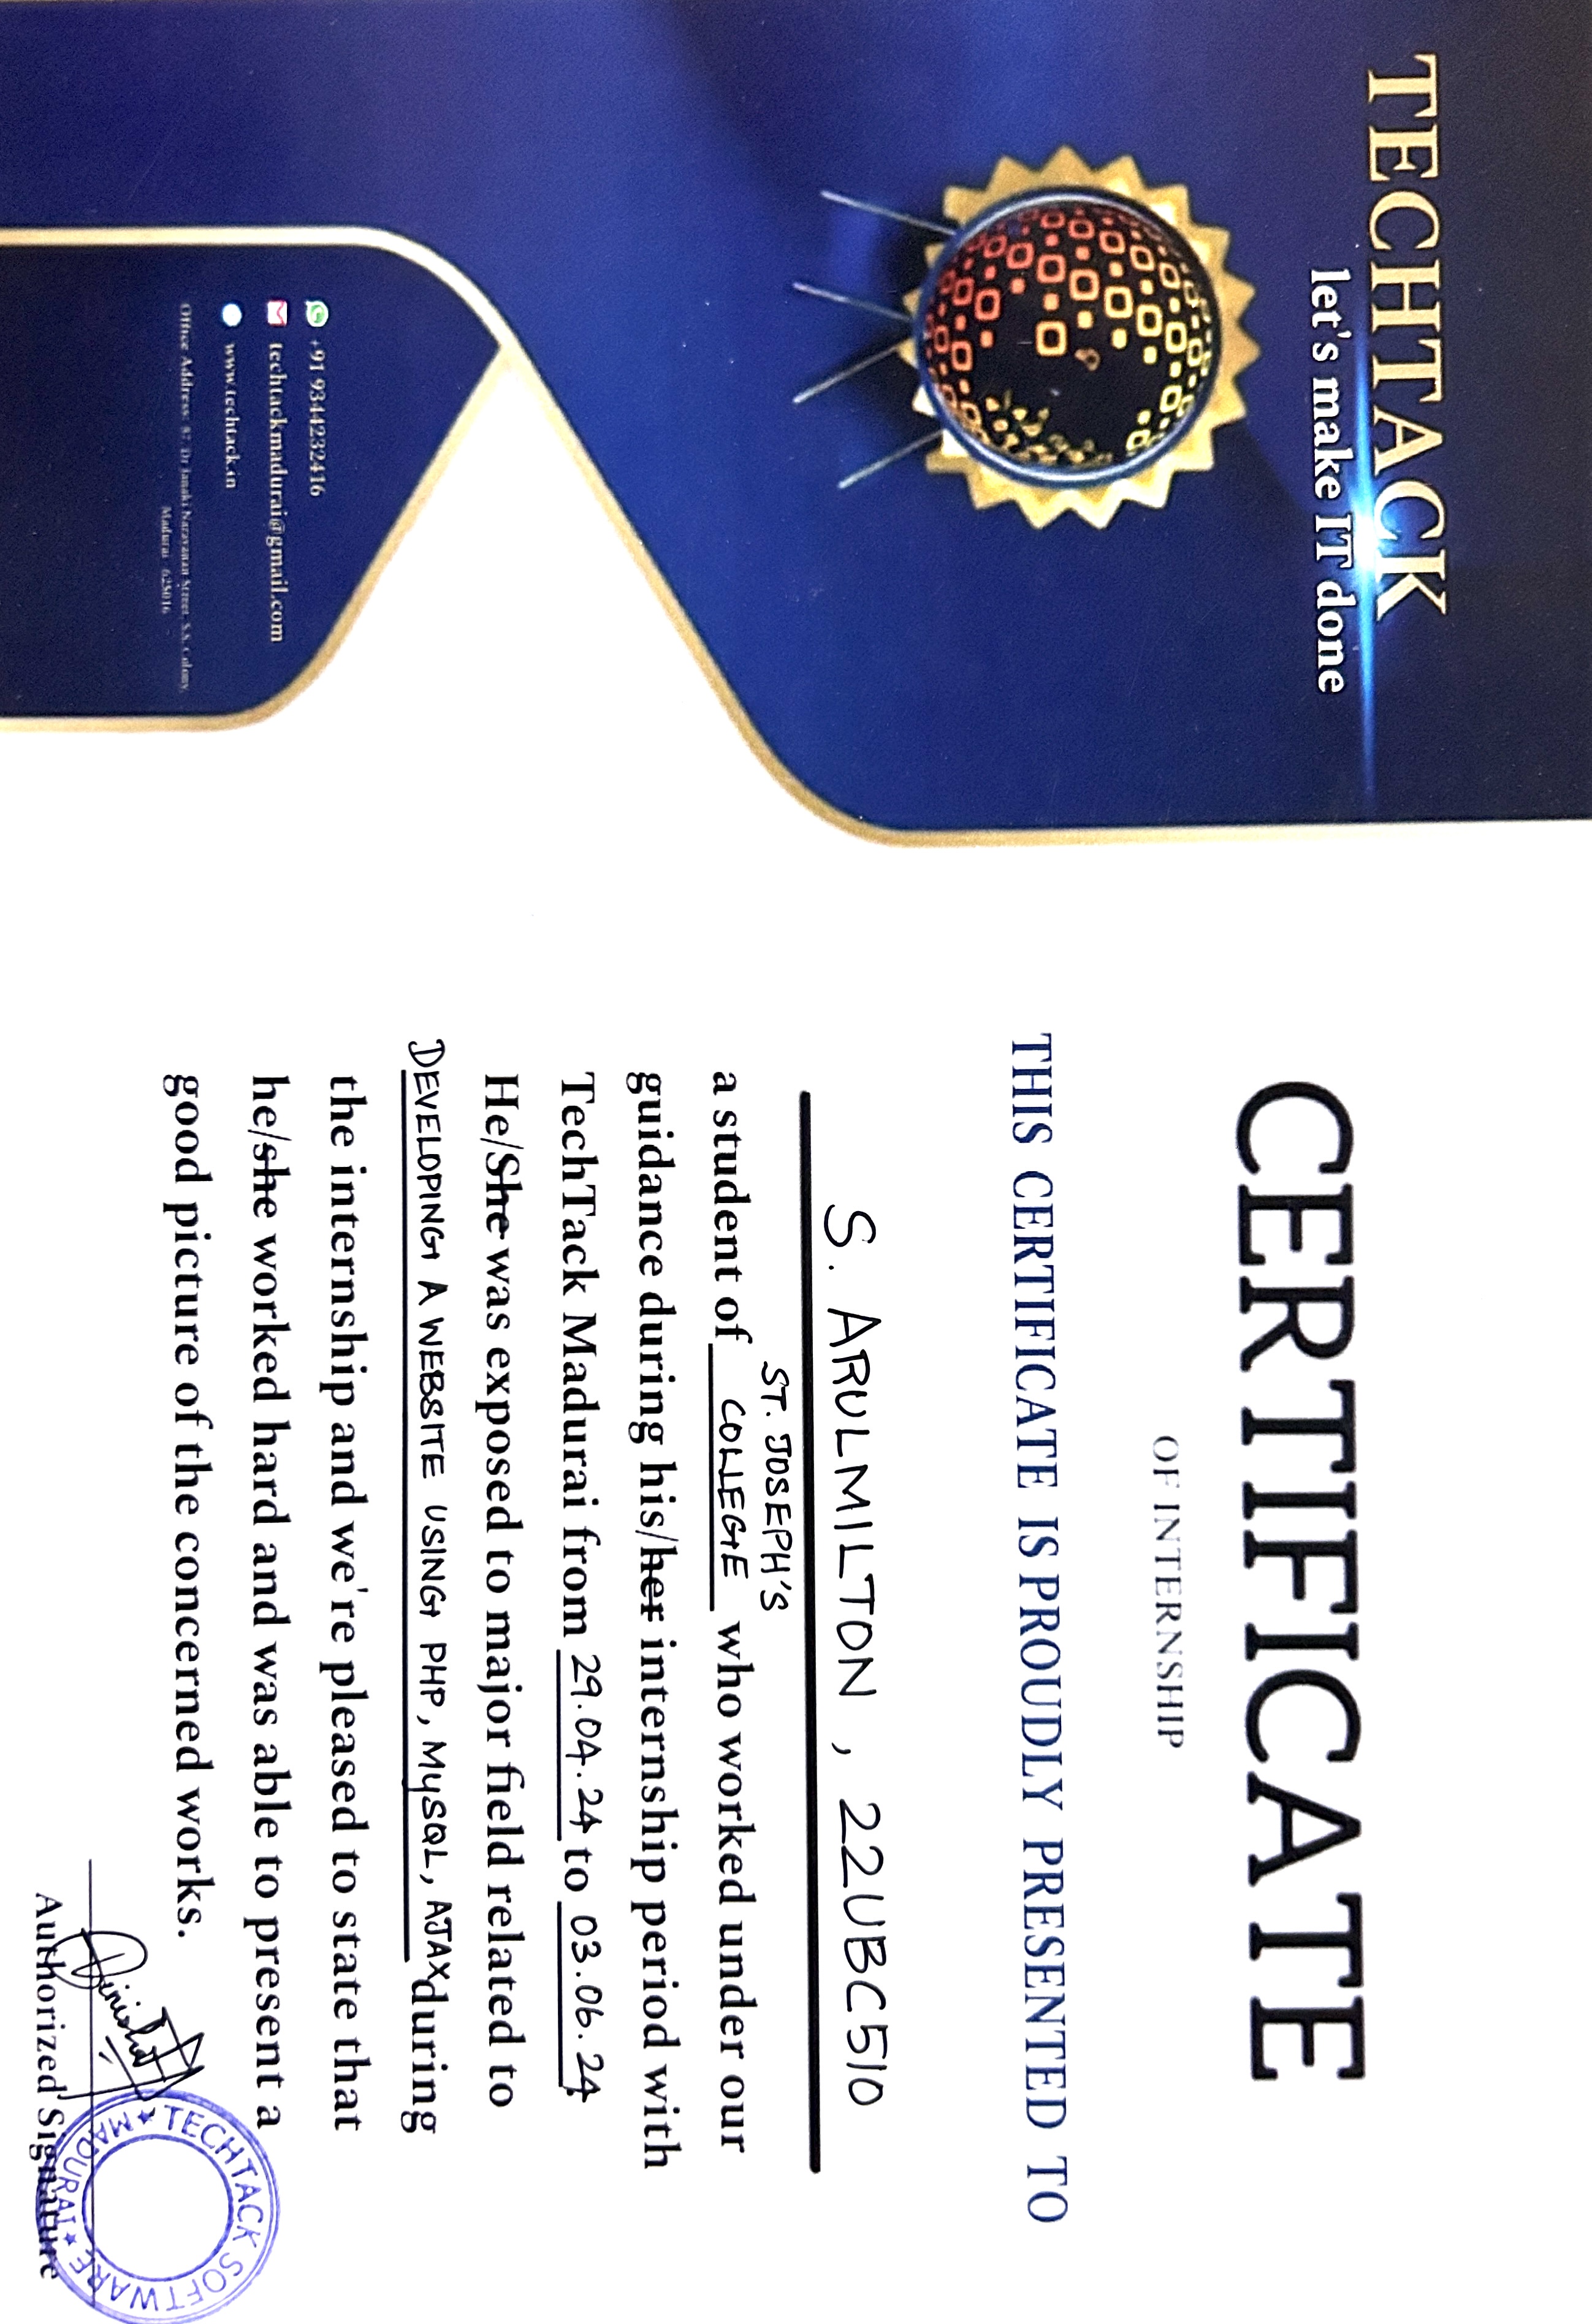 TECHTACK
let's make IT done
CERTIFICATE
OF INTERNSHIP
THIS CERTIFICATE IS PROUDLY PRESENTED TO
S. ARULMILTON , 22UBC510
ST. JOSEPH'S
a student of COLLEGE who worked under our
guidance during his/her internship period with
TechTack Madurai from 29.04.24 to 03.06.24.
He/She was exposed to major field related to
DEVELOPING A WEBSITE USING PHP, MySQL, AJAX during
the internship and we're pleased to state that
he/she worked hard and was able to present a
good picture of the concerned works.
+91 9344232416
techtackmadurai@gmail.com
www.techtack.in
Office Address: 87, Dr Janaki Narayanan Street, S.S. Colony,
Madurai 625016
TECHTACK SOFTWARE
★ MADURAI ★
Authorized Signature